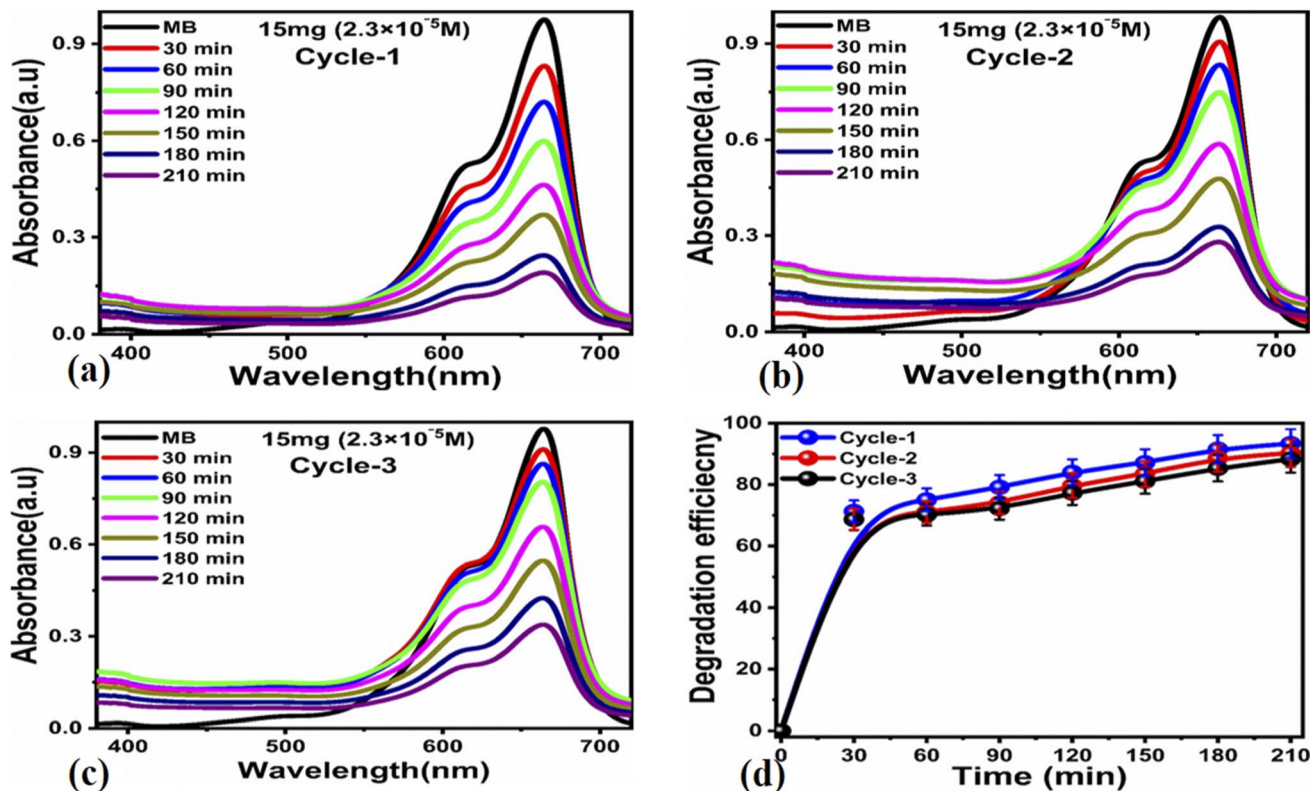 15mg (2.3×10⁻⁵M)
Cycle-1
MB
30 min
60 min
90 min
120 min
150 min
180 min
210 min
Absorbance(a.u)
0.9
0.6
0.3
0.0
400
500
600
700
Wavelength(nm)
(a)
15mg (2.3×10⁻⁵M)
Cycle-2
MB
30 min
60 min
90 min
120 min
150 min
180 min
210 min
Absorbance(a.u)
0.9
0.6
0.3
0.0
400
500
600
700
Wavelength(nm)
(b)
15mg (2.3×10⁻⁵M)
Cycle-3
MB
30 min
60 min
90 min
120 min
150 min
180 min
210 min
Absorbance(a.u)
0.9
0.6
0.3
0.0
400
500
600
700
Wavelength(nm)
(c)
Cycle-1
Cycle-2
Cycle-3
Degradation efficiecny
100
80
60
40
20
0
0
30
60
90
120
150
180
210
Time (min)
(d)